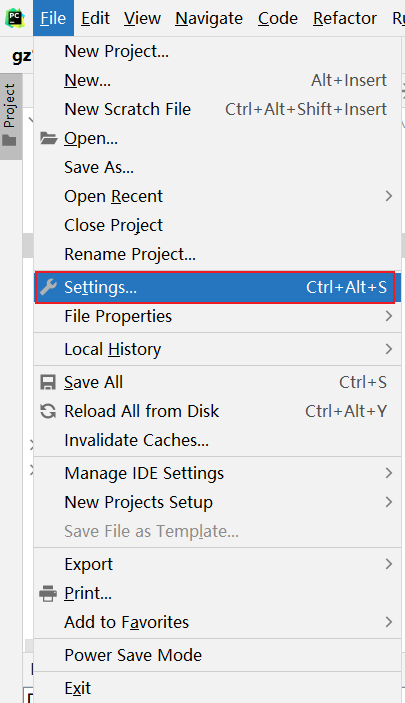 PC File Edit View Navigate Code Refactor Ru
gz
Project
New Project...
New... Alt+Insert
New Scratch File Ctrl+Alt+Shift+Insert
Open...
Save As...
Open Recent
Close Project
Rename Project...
Settings... Ctrl+Alt+S
File Properties
Local History
Save All Ctrl+S
Reload All from Disk Ctrl+Alt+Y
Invalidate Caches...
Manage IDE Settings
New Projects Setup
Save File as Template...
Export
Print...
Add to Favorites
Power Save Mode
Exit